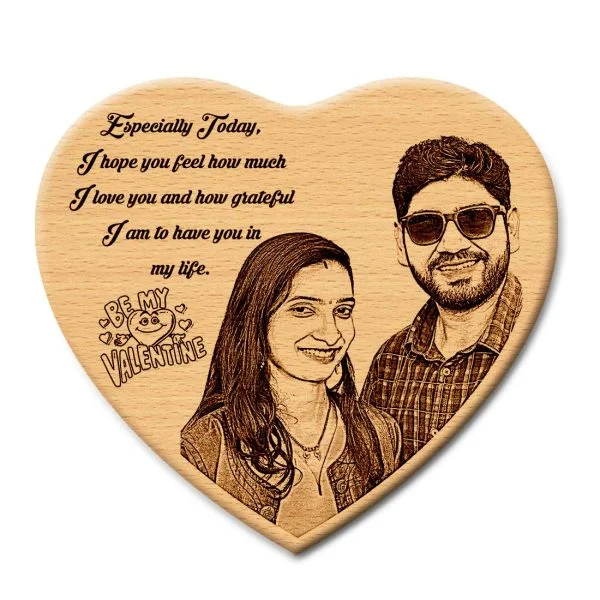 Especially Today,
I hope you feel how much
I love you and how grateful
I am to have you in
my life.
BE MY
VALENTINE